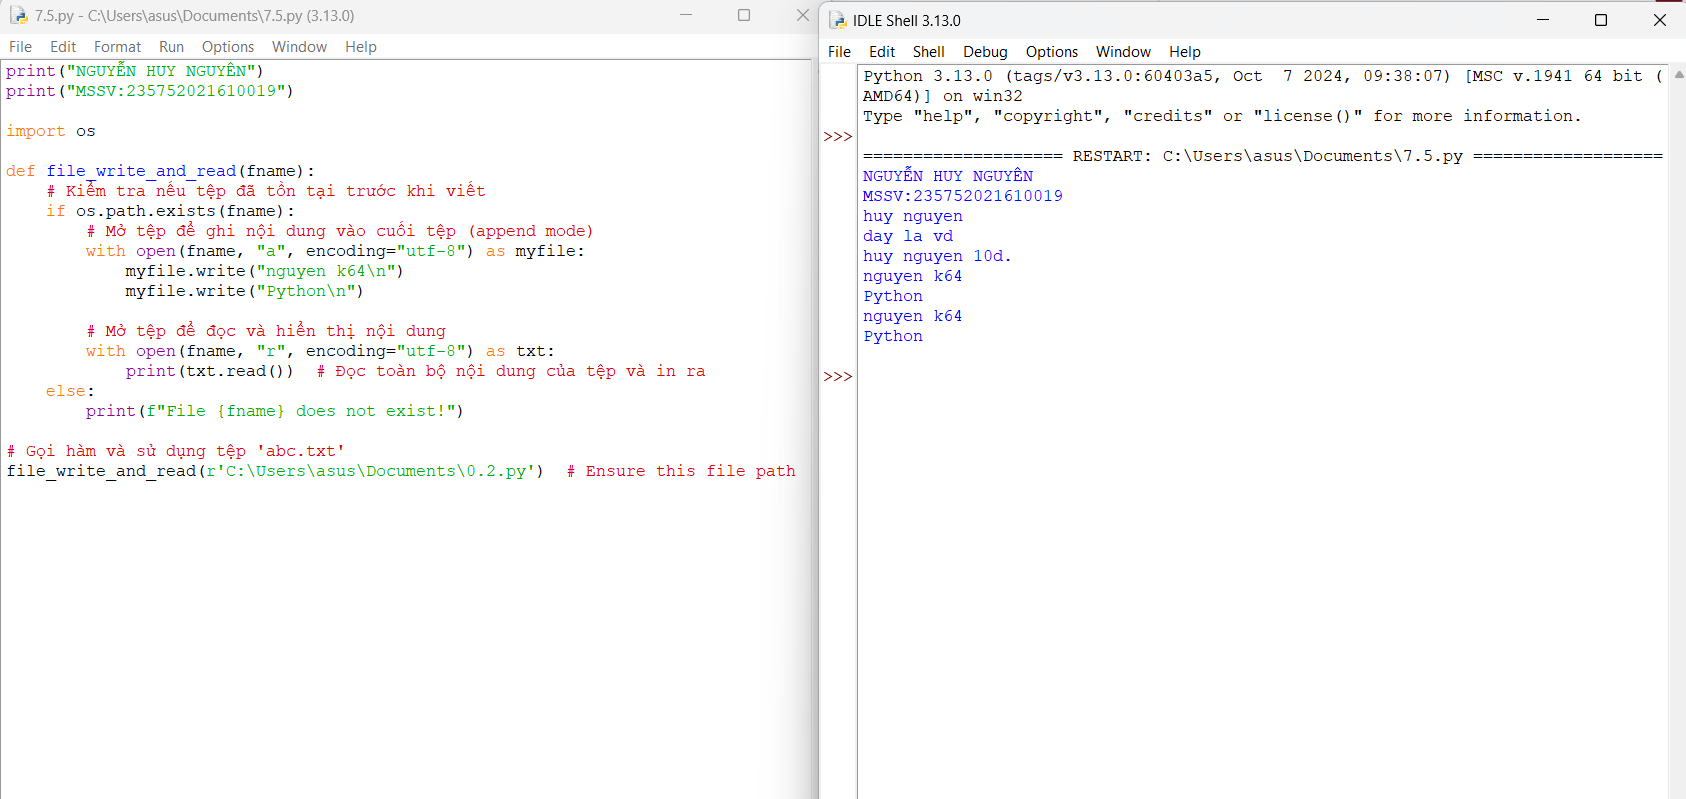 7.5.py - C:\Users\asus\Documents\7.5.py (3.13.0)
File Edit Format Run Options Window Help
print("NGUYỄN HUY NGUYÊN")
print("MSSV:235752021610019")
import os
def file_write_and_read(fname):
# Kiểm tra nếu tệp đã tồn tại trước khi viết
if os.path.exists(fname):
# Mở tệp để ghi nội dung vào cuối tệp (append mode)
with open(fname, "a", encoding="utf-8") as myfile:
myfile.write("nguyen k64\n")
myfile.write("Python\n")
# Mở tệp để đọc và hiển thị nội dung
with open(fname, "r", encoding="utf-8") as txt:
print(txt.read())  # Đọc toàn bộ nội dung của tệp và in ra
else:
print(f"File {fname} does not exist!")
# Gọi hàm và sử dụng tệp 'abc.txt'
file_write_and_read(r'C:\Users\asus\Documents\0.2.py')  # Ensure this file path
IDLE Shell 3.13.0
File Edit Shell Debug Options Window Help
Python 3.13.0 (tags/v3.13.0:60403a5, Oct  7 2024, 09:38:07) [MSC v.1941 64 bit (
AMD64)] on win32
Type "help", "copyright", "credits" or "license()" for more information.
>>>
==================== RESTART: C:\Users\asus\Documents\7.5.py ===================
NGUYỄN HUY NGUYÊN
MSSV:235752021610019
huy nguyen
day la vd
huy nguyen 10d.
nguyen k64
Python
nguyen k64
Python
>>>